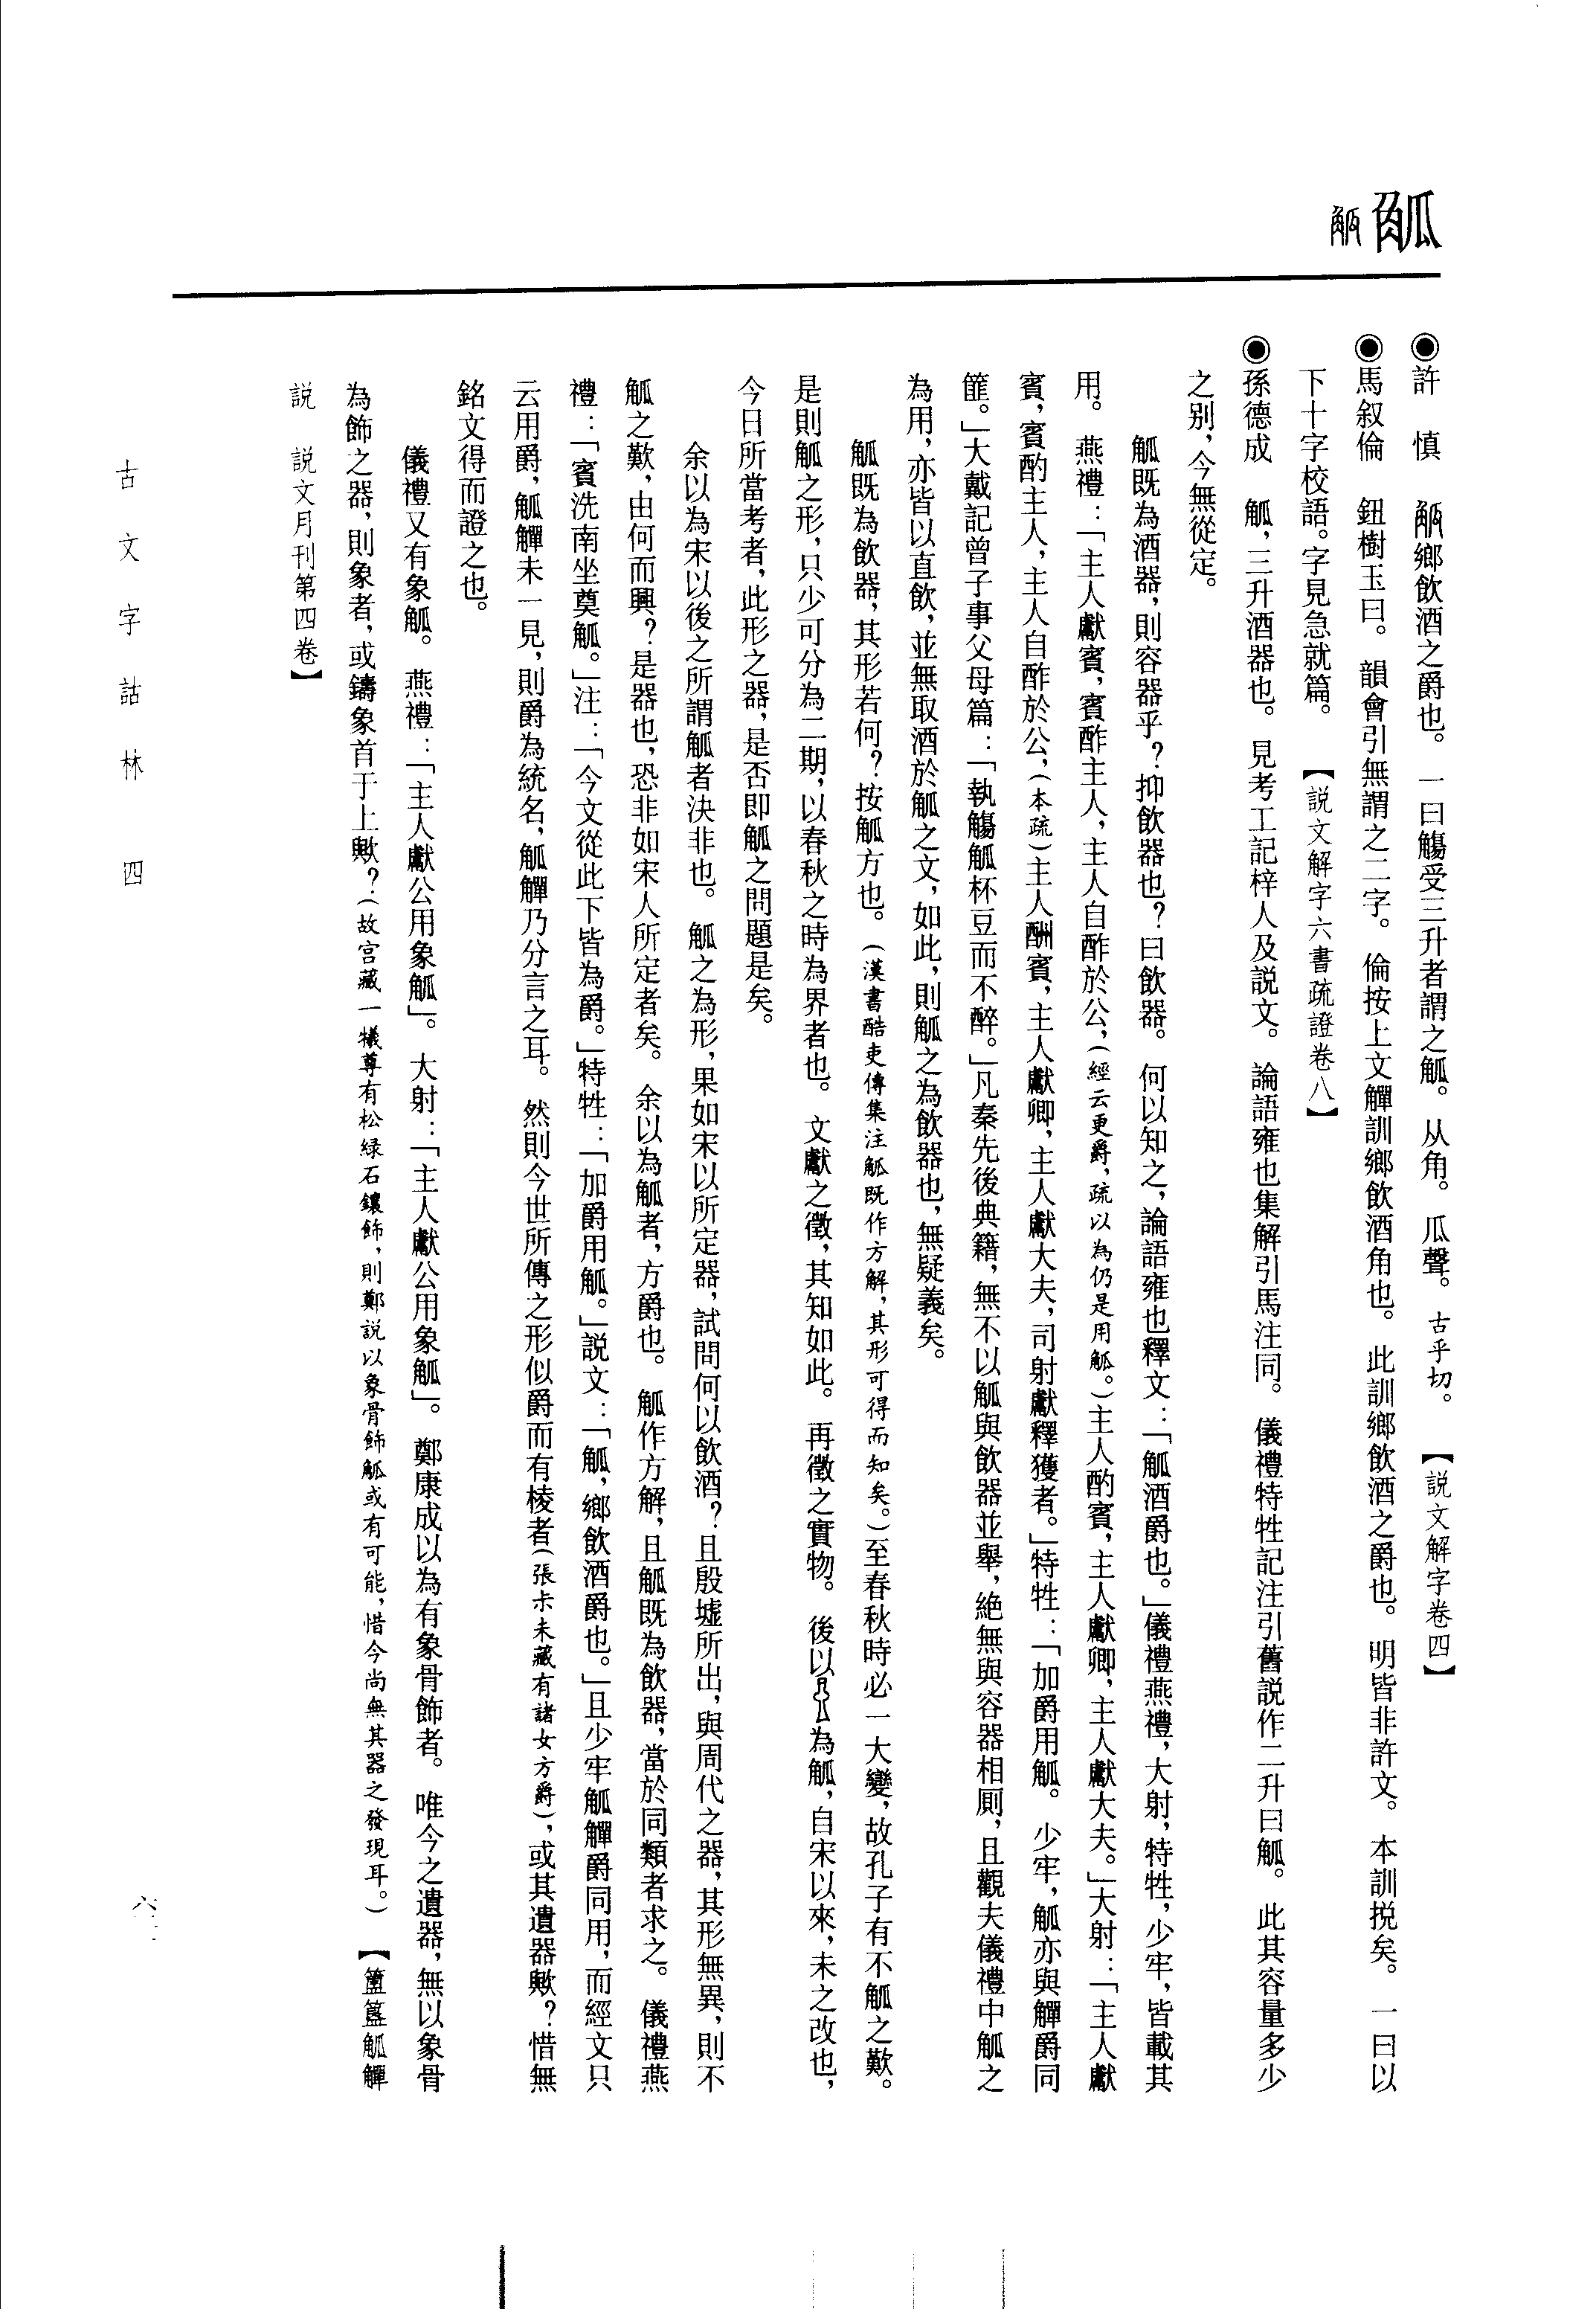 觚
◉許　慎　鄉飲酒之爵也。一曰觴受三升者謂之觚。从角。瓜聲。古乎切。【説文解字卷四】
◉馬叙倫　鈕樹玉曰。韻會引無謂之二字。倫按上文觶訓鄉飲酒角也。此訓鄉飲酒之爵也。明皆非許文。本訓挩矣。一曰以
下十字校語。字見急就篇。【説文解字六書疏證卷八】
◉孫德成　觚，三升酒器也。見考工記梓人及説文。論語雍也集解引馬注同。儀禮特牲記注引舊説作二升曰觚。此其容量多少
之别，今無從定。
觚既為酒器，則容器乎？抑飲器也？曰飲器。何以知之，論語雍也釋文：「觚酒爵也。」儀禮燕禮，大射，特牲，少牢，皆載其
用。燕禮：「主人獻賓，賓酢主人，主人自酢於公，（經云更爵，疏以為仍是用觚。）主人酌賓，主人獻卿，主人獻大夫。」大射：「主人獻
賓，賓酌主人，主人自酢於公，（本疏）主人酬賓，主人獻卿，主人獻大夫，司射獻釋獲者。」特牲：「加爵用觚。少牢，觚亦與觶爵同
篚。」大戴記曾子事父母篇：「執觴觚杯豆而不醉。」凡秦先後典籍，無不以觚與飲器並舉，絶無與容器相厠，且觀夫儀禮中觚之
為用，亦皆以直飲，並無取酒於觚之文，如此，則觚之為飲器也，無疑義矣。
觚既為飲器，其形若何？按觚方也。（漢書酷吏傳集注觚既作方解，其形可得而知矣。）至春秋時必一大變，故孔子有不觚之歎。
是則觚之形，只少可分為二期，以春秋之時為界者也。文獻之徵，其知如此。再徵之實物。後以為觚，自宋以來，未之改也，
今日所當考者，此形之器，是否即觚之問題是矣。
余以為宋以後之所謂觚者決非也。觚之為形，果如宋以所定器，試問何以飲酒？且殷墟所出，與周代之器，其形無異，則不
觚之歎，由何而興？是器也，恐非如宋人所定者矣。余以為觚者，方爵也。觚作方解，且觚既為飲器，當於同類者求之。儀禮燕
禮：「賓洗南坐奠觚。」注：「今文從此下皆為爵。」特牲：「加爵用觚。」説文：「觚，鄉飲酒爵也。」且少牢觚觶爵同用，而經文只
云用爵，觚觶未一見，則爵為統名，觚觶乃分言之耳。然則今世所傳之形似爵而有棱者（張卡未藏有諸女方爵），或其遺器歟？惜無
銘文得而證之也。
儀禮又有象觚。燕禮：「主人獻公用象觚」。大射：「主人獻公用象觚」。鄭康成以為有象骨飾者。唯今之遺器，無以象骨
為飾之器，則象者，或鑄象首于上歟？（故宫藏一犧尊有松緑石鑲飾，則鄭説以象骨飾觚或有可能，惜今尚無其器之發現耳。）【簠簋觚觶
説　説文月刊第四卷】
古文字詁林　四
六